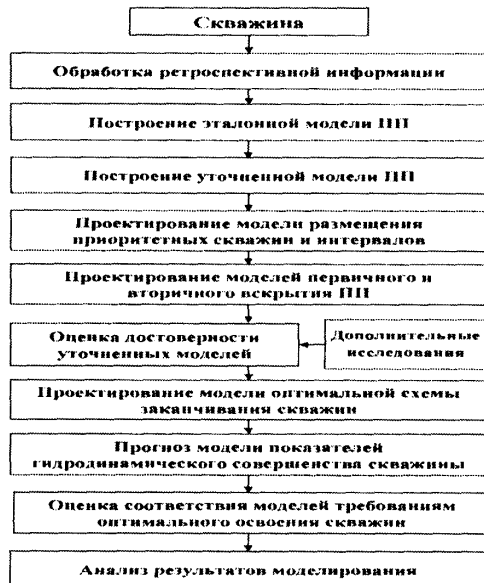 Скважина
Обработка ретроспективной информации
Построение эталонной модели ПП
Построение уточненной модели ПП
Проектирование модели размещения
приоритетных скважин и интервалов
Проектирование моделей первичного и
вторичного вскрытия ПП
Оценка достоверности
уточненных моделей
Дополнительные
исследования
Проектирование модели оптимальной схемы
заканчивания скважин
Прогноз модели показателей
гидродинамического совершенства скважины
Оценка соответствия моделей требованиям
оптимального освоения скважин
Анализ результатов моделирования